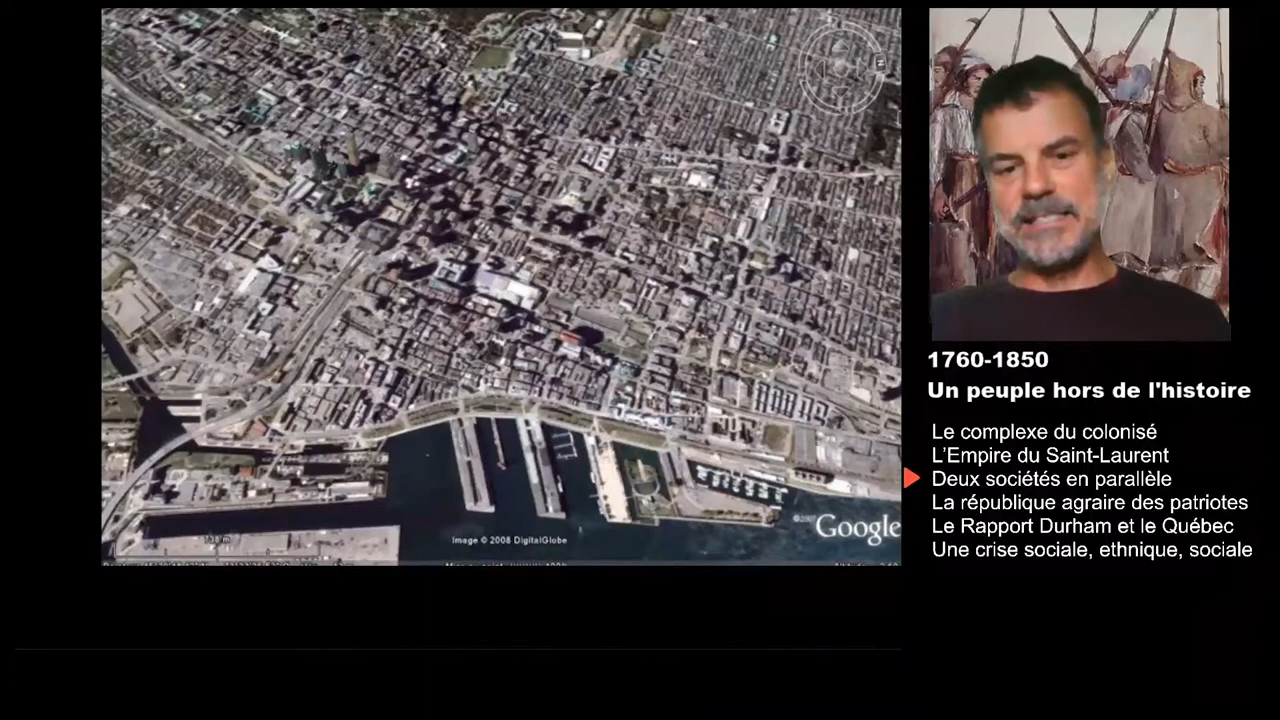 N
1760-1850
Un peuple hors de l'histoire
Le complexe du colonisé
L'Empire du Saint-Laurent
Deux sociétés en parallèle
La république agraire des patriotes
Le Rapport Durham et le Québec
Une crise sociale, ethnique, sociale
©2007 Google
Image © 2008 DigitalGlobe
738 m